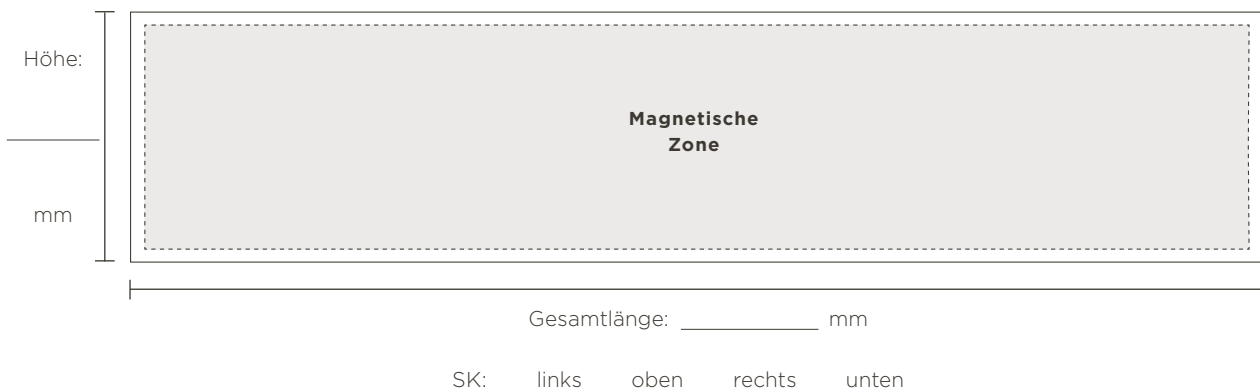 Höhe:
Magnetische
Zone
mm
Gesamtlänge: __________ mm
SK: links oben rechts unten